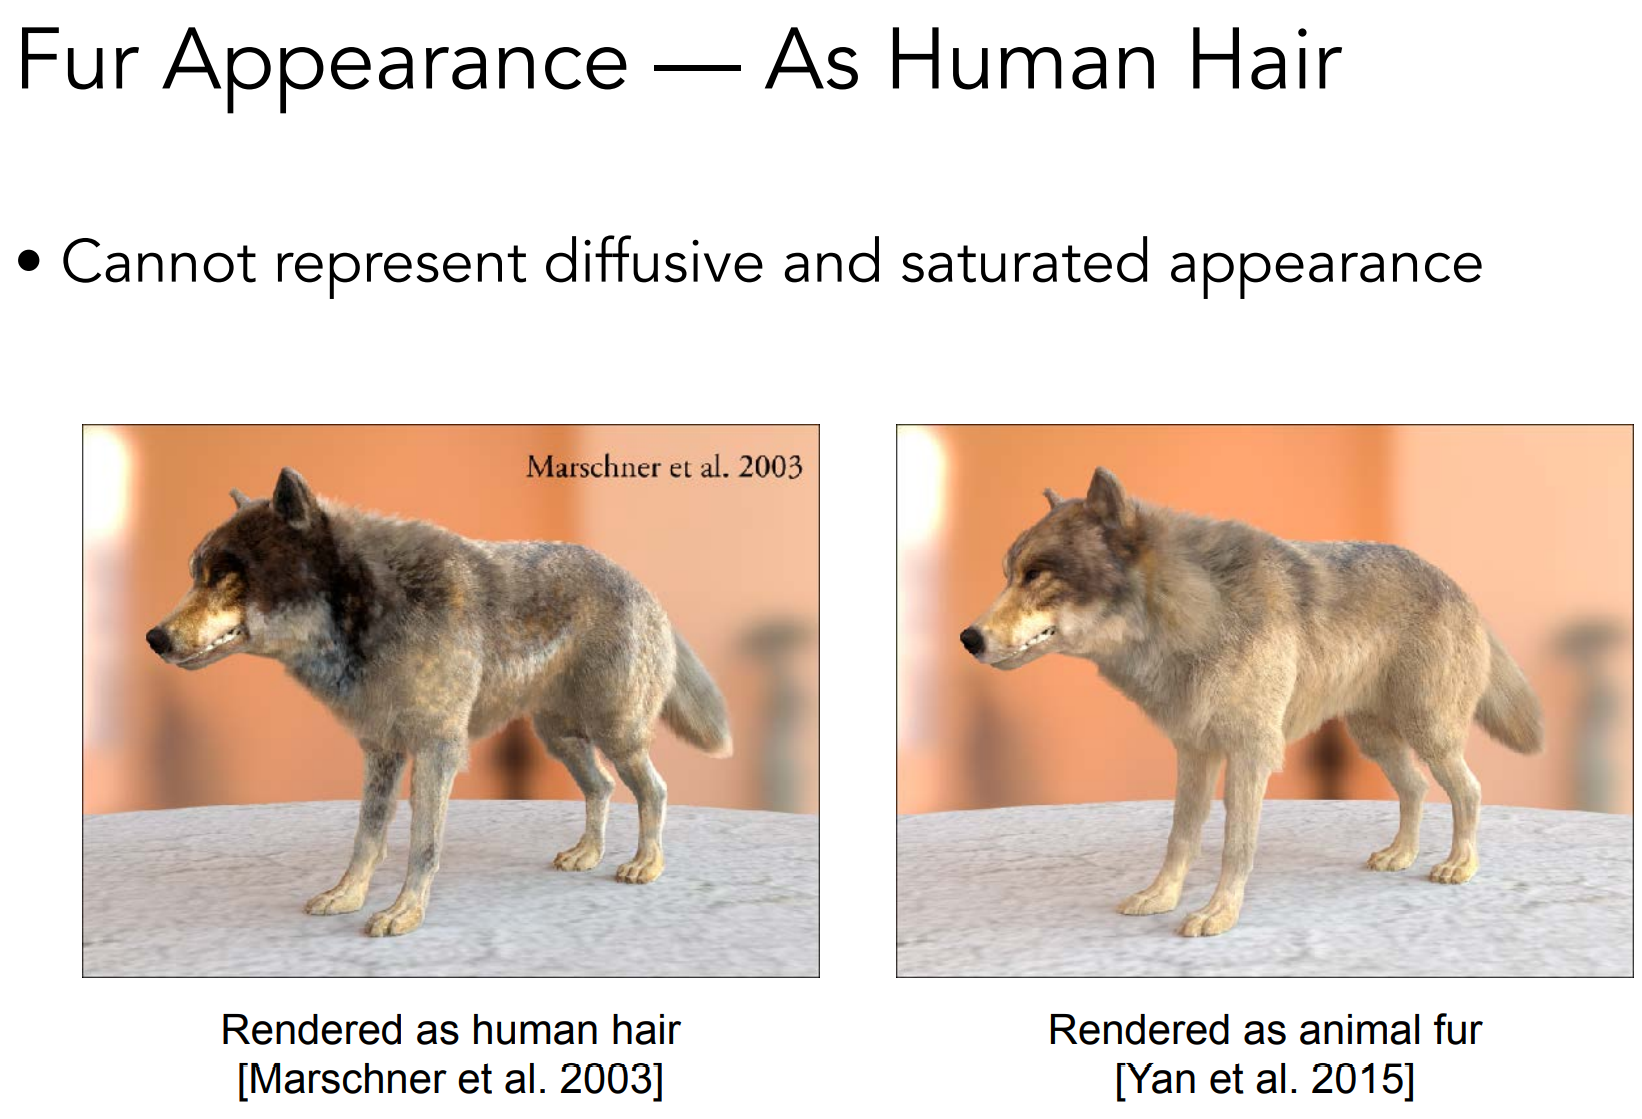 Fur Appearance — As Human Hair
• Cannot represent diffusive and saturated appearance
Marschner et al. 2003
Rendered as human hair
[Marschner et al. 2003]
Rendered as animal fur
[Yan et al. 2015]